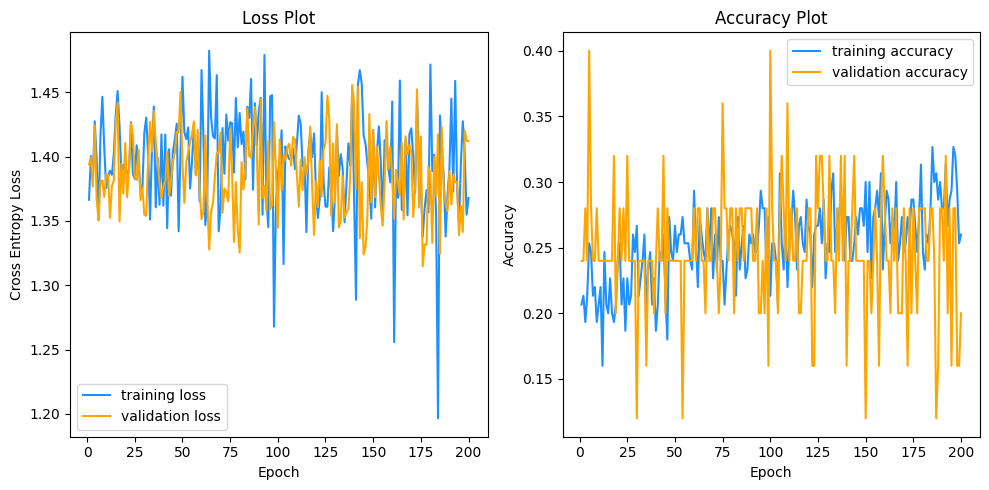 Loss Plot
Cross Entropy Loss
1.45
1.40
1.35
1.30
1.25
1.20
training loss
validation loss
0 25 50 75 100 125 150 175 200
Epoch
Accuracy Plot
Accuracy
0.40
0.35
0.30
0.25
0.20
0.15
training accuracy
validation accuracy
0 25 50 75 100 125 150 175 200
Epoch